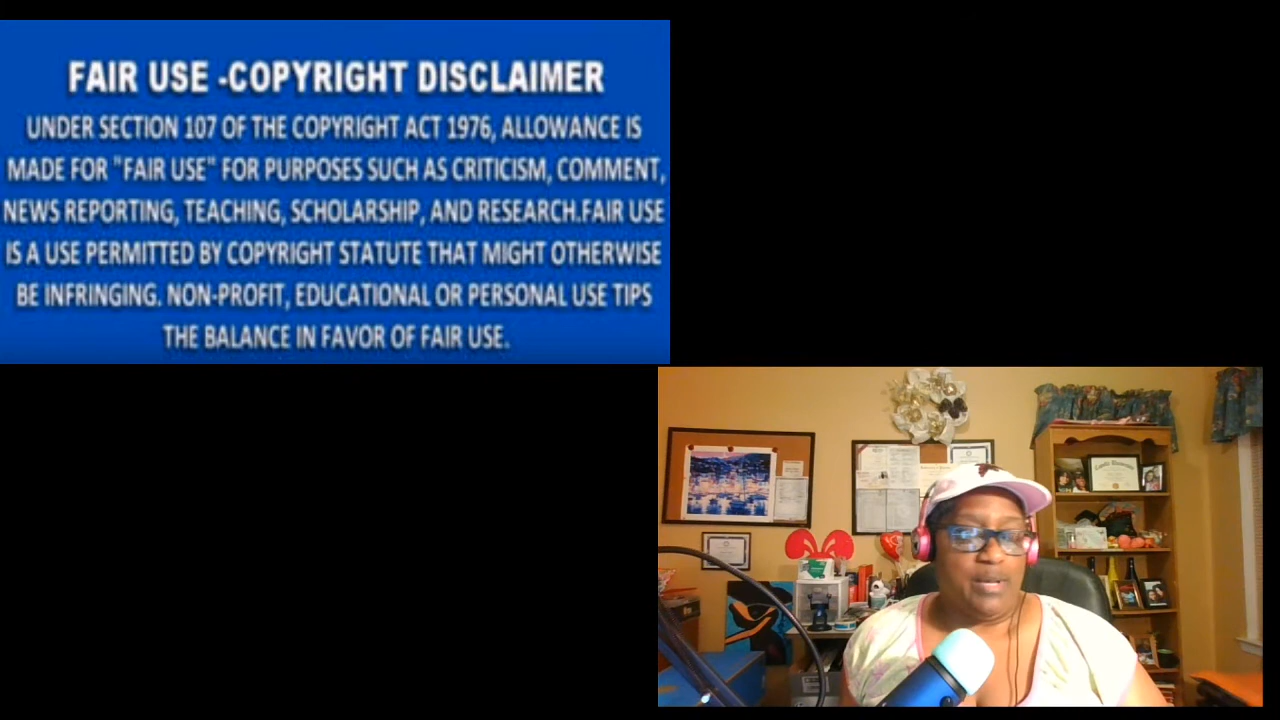 FAIR USE -COPYRIGHT DISCLAIMER
UNDER SECTION 107 OF THE COPYRIGHT ACT 1976, ALLOWANCE IS
MADE FOR "FAIR USE" FOR PURPOSES SUCH AS CRITICISM, COMMENT,
NEWS REPORTING, TEACHING, SCHOLARSHIP, AND RESEARCH.FAIR USE
IS A USE PERMITTED BY COPYRIGHT STATUTE THAT MIGHT OTHERWISE
BE INFRINGING. NON-PROFIT, EDUCATIONAL OR PERSONAL USE TIPS
THE BALANCE IN FAVOR OF FAIR USE.